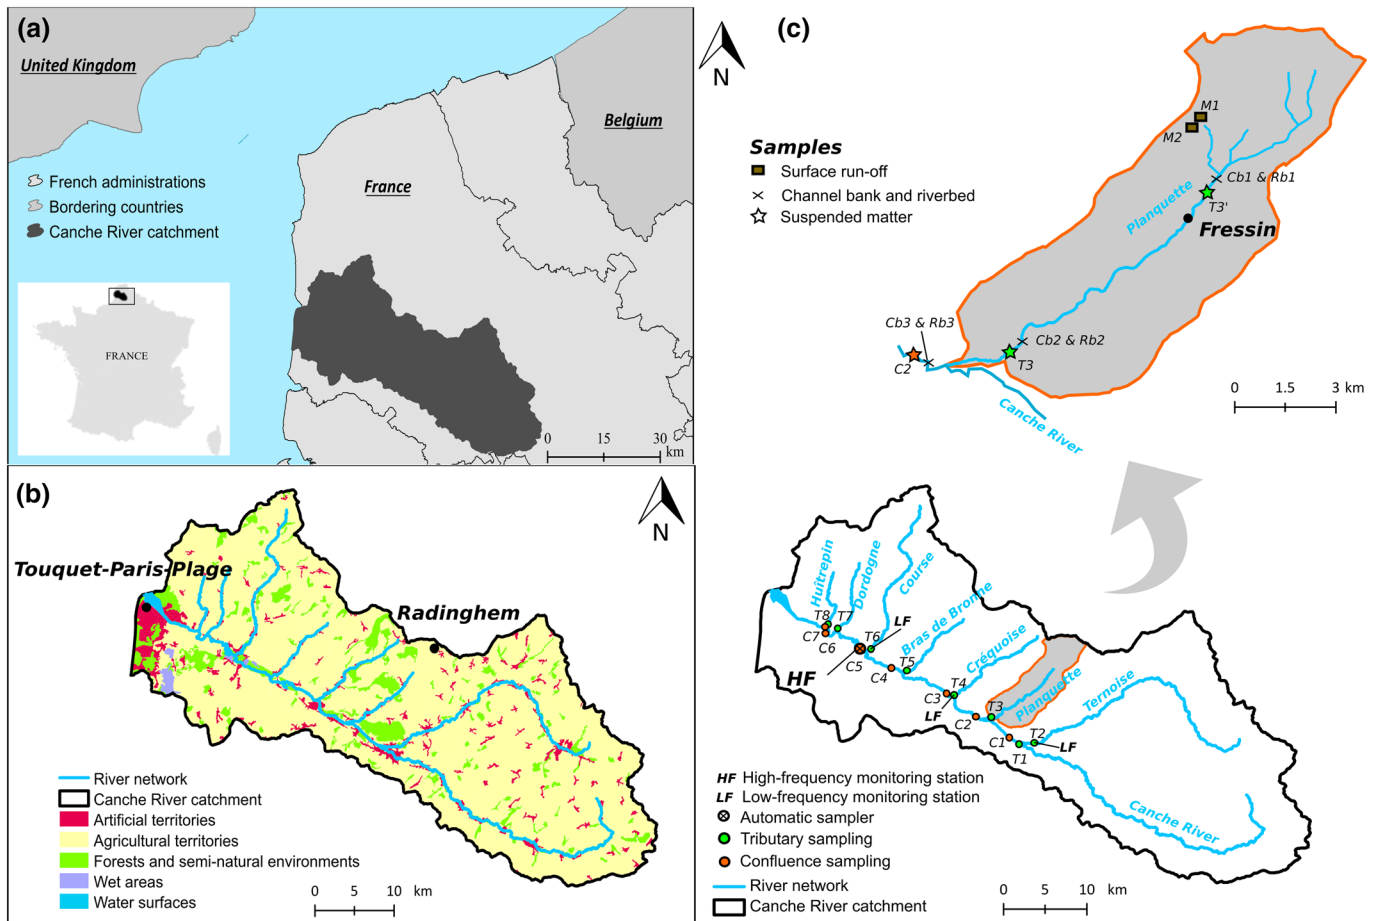 (a)
United Kingdom
Belgium
France
French administrations
Bordering countries
Canche River catchment
FRANCE
0 15 30
km
N
(b)
N
Touquet-Paris-Plage
Radinghem
River network
Canche River catchment
Artificial territories
Agricultural territories
Forests and semi-natural environments
Wet areas
Water surfaces
0 5 10 km
(c)
Samples
Surface run-off
Channel bank and riverbed
Suspended matter
M1
M2
Cb1 & Rb1
T3'
Planquette
Fressin
Cb3 & Rb3
Cb2 & Rb2
C2
T3
Canche River
0 1.5 3 km
Huîtrepin
Dordogne
Course
Bras de Bronne
Créquoise
Planquette
Ternoise
Canche River
T8
T7
C7
C6
T6
LF
HF
C5
C4
T5
T4
C3
LF
C2
T3
C1
T2
T1
LF
HF High-frequency monitoring station
LF Low-frequency monitoring station
Automatic sampler
Tributary sampling
Confluence sampling
River network
Canche River catchment
0 5 10 km